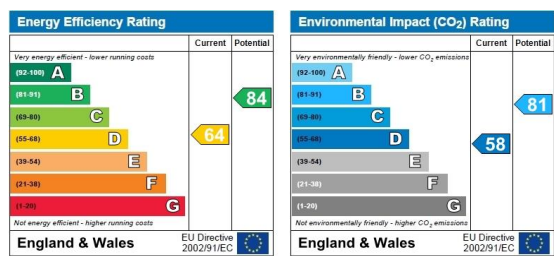 Energy Efficiency Rating
Current Potential
Very energy efficient - lower running costs
(92-100) A
(81-91) B
(69-80) C
(55-68) D
(39-54) E
(21-38) F
(1-20) G
64
84
Not energy efficient - higher running costs
England & Wales
EU Directive
2002/91/EC
Environmental Impact (CO2) Rating
Current Potential
Very environmentally friendly - lower CO2 emissions
(92-100) A
(81-91) B
(69-80) C
(55-68) D
(39-54) E
(21-38) F
(1-20) G
58
81
Not environmentally friendly - higher CO2 emissions
England & Wales
EU Directive
2002/91/EC